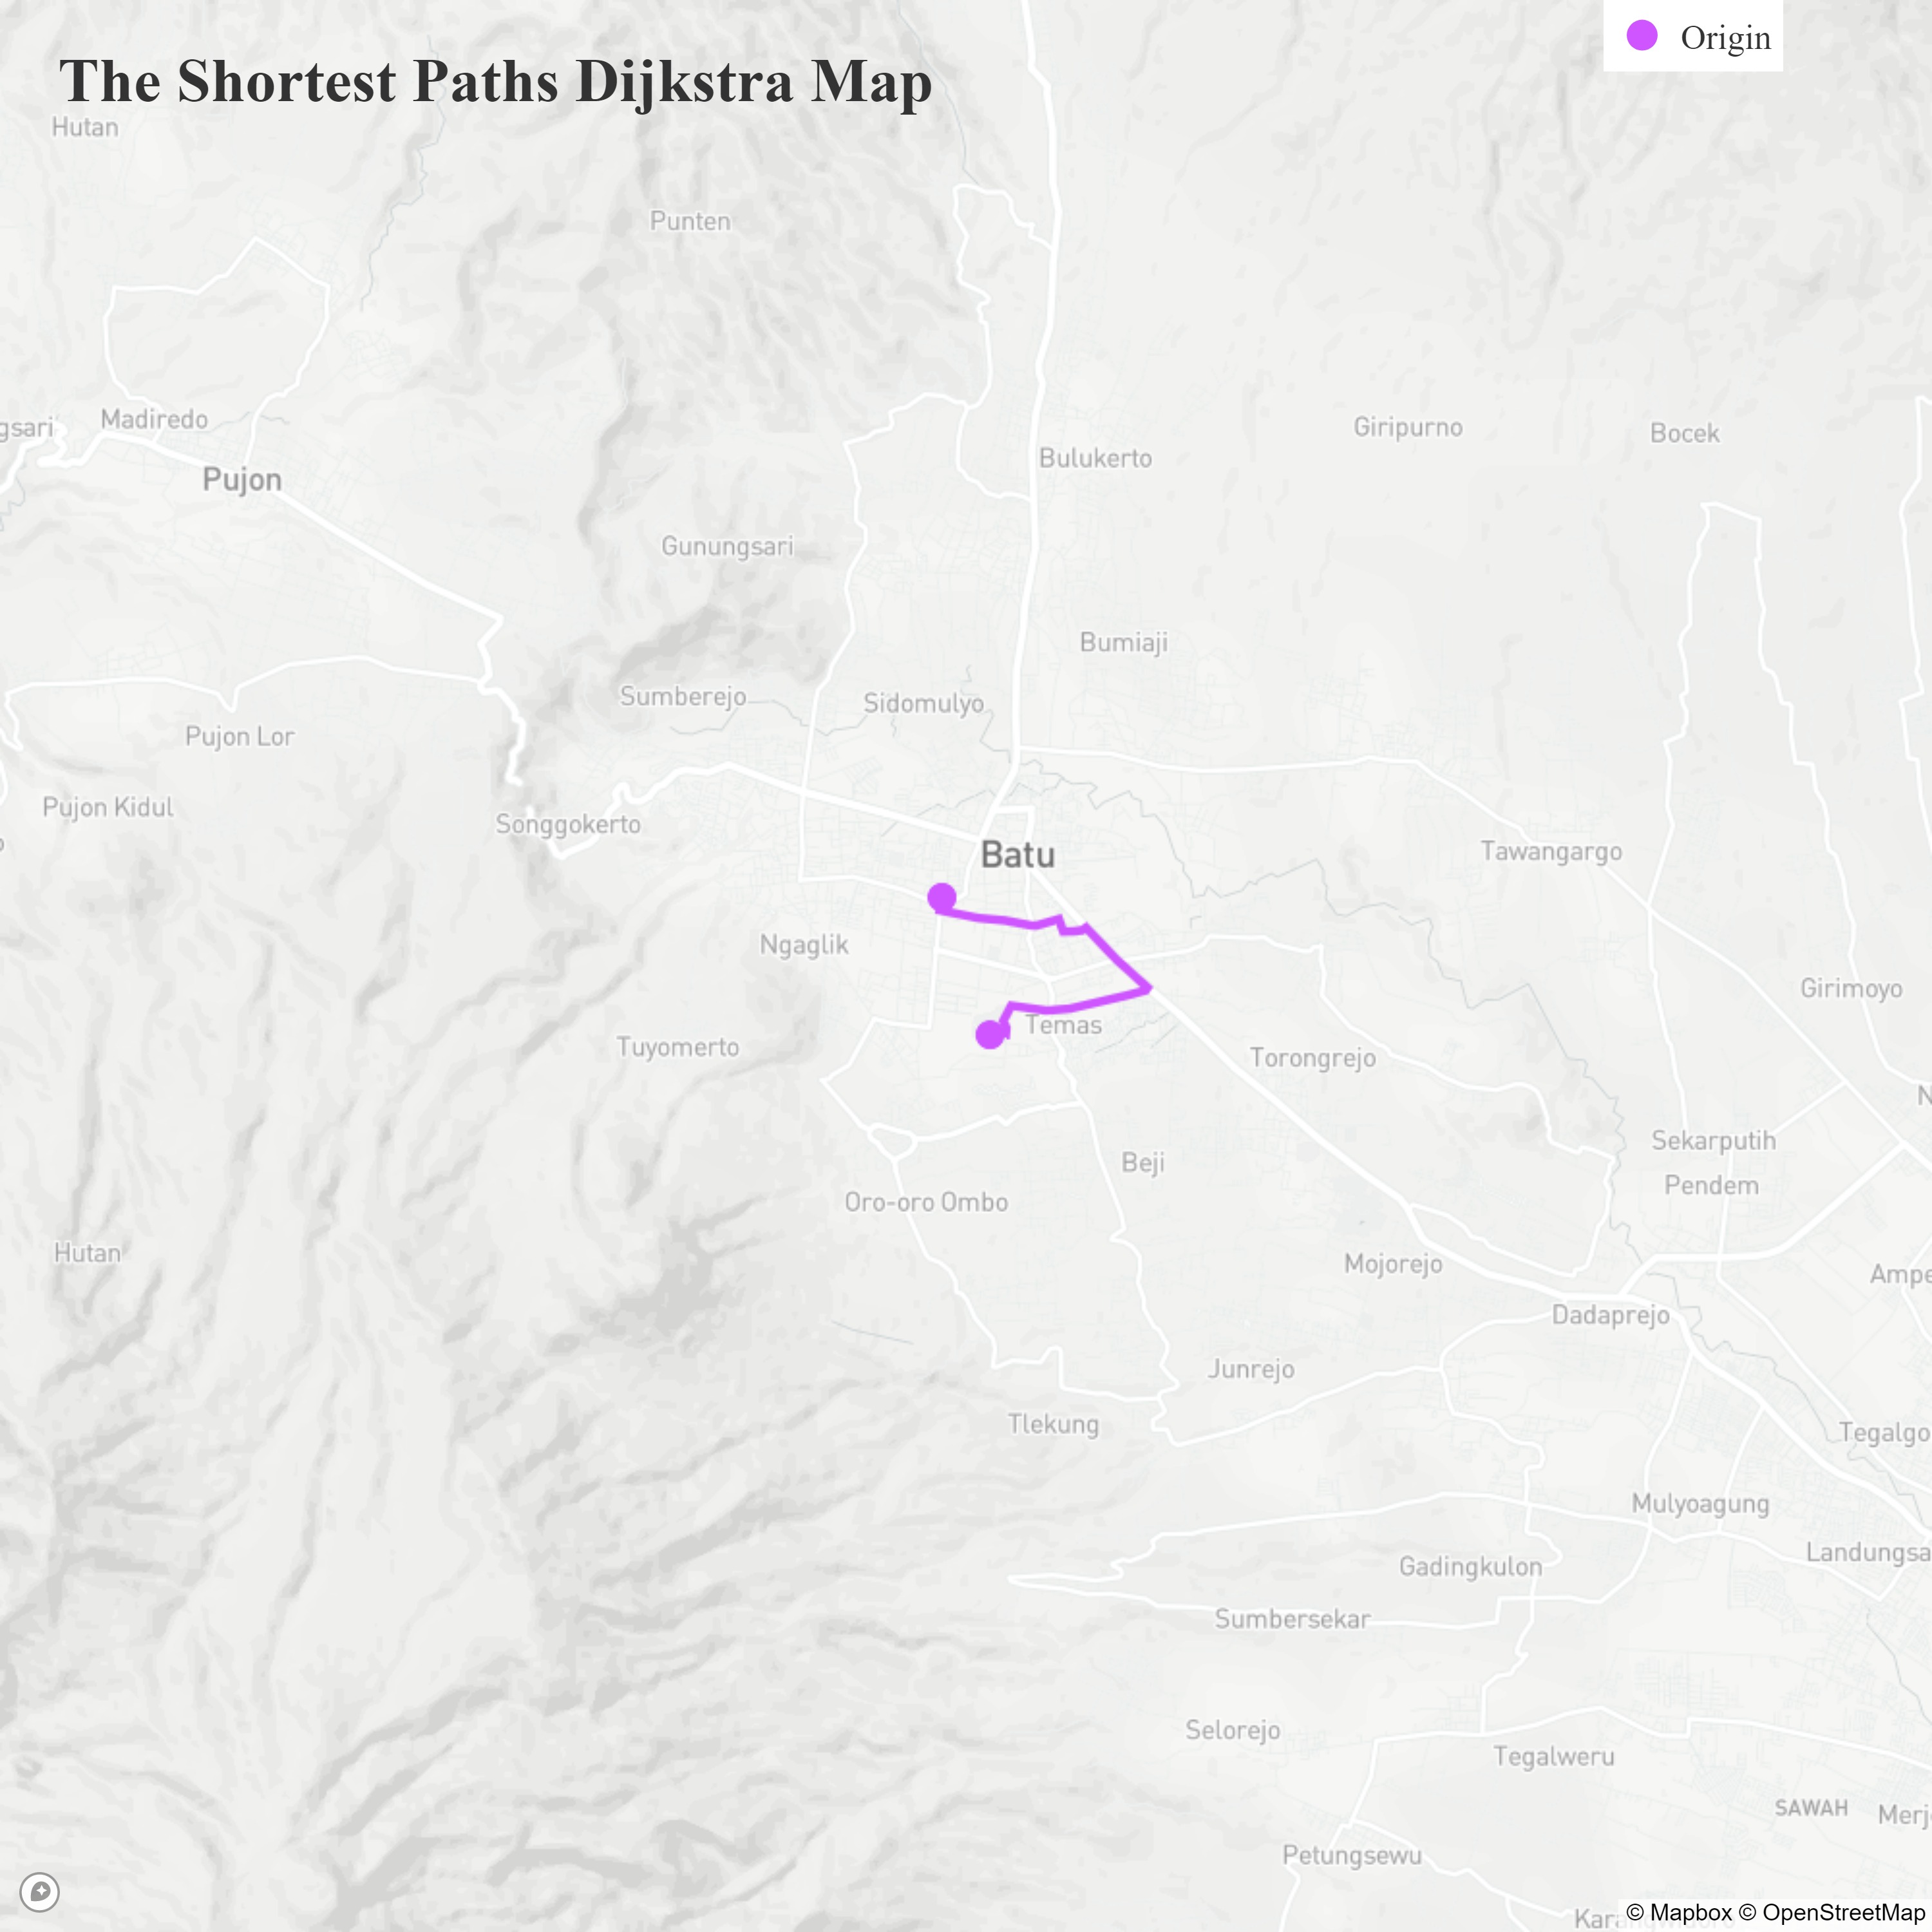 Origin
The Shortest Paths Dijkstra Map
Hutan
Punten
gsari
Madiredo
Giripurno
Bocek
Bulukerto
Pujon
Gunungsari
Bumiaji
Sumberejo
Sidomulyo
Pujon Lor
Pujon Kidul
Songgokerto
Batu
Tawangargo
Ngaglik
Girimoyo
Temas
Tuyomerto
Torongrejo
N
Sekarputih
Beji
Pendem
Oro-oro Ombo
Hutan
Mojorejo
Ampe
Dadaprejo
Junrejo
Tlekung
Tegalgo
Mulyoagung
Landungsa
Gadingkulon
Sumbersekar
Selorejo
Tegalweru
SAWAH
Merj
Petungsewu
© Mapbox © OpenStreetMap